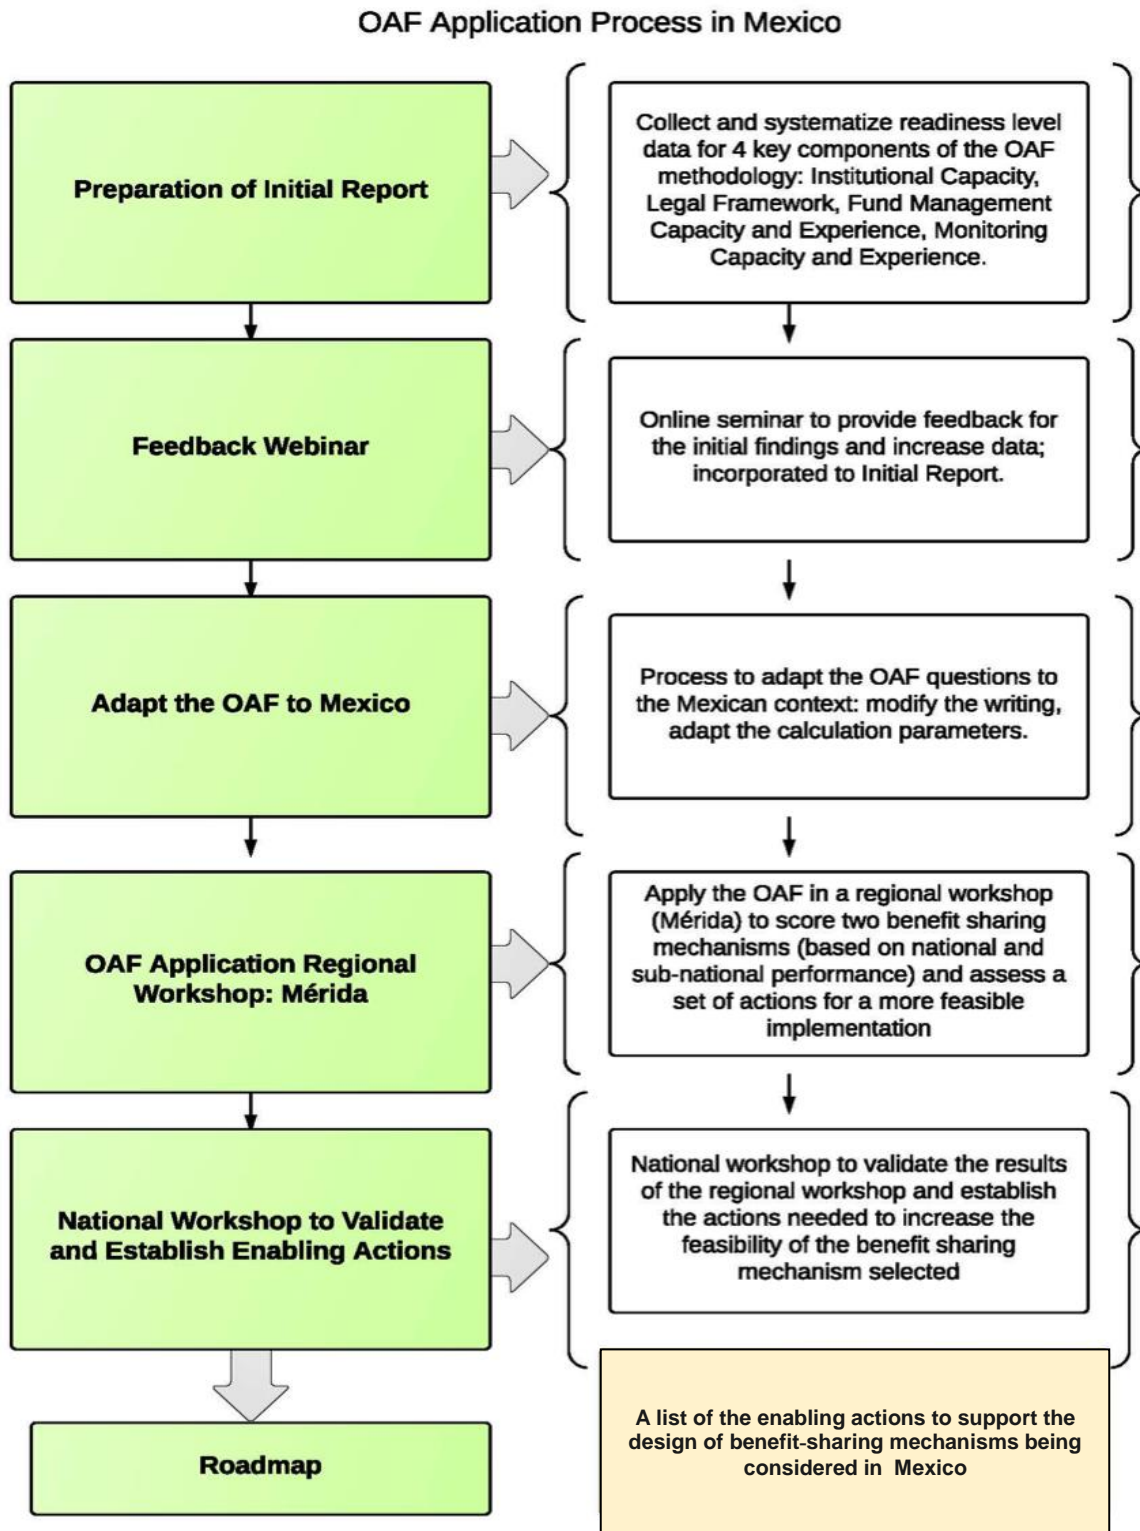 OAF Application Process in Mexico
Preparation of Initial Report
Collect and systematize readiness level
data for 4 key components of the OAF
methodology: Institutional Capacity,
Legal Framework, Fund Management
Capacity and Experience, Monitoring
Capacity and Experience.
Feedback Webinar
Online seminar to provide feedback for
the initial findings and increase data;
incorporated to Initial Report.
Adapt the OAF to Mexico
Process to adapt the OAF questions to
the Mexican context: modify the writing,
adapt the calculation parameters.
OAF Application Regional
Workshop: Mérida
Apply the OAF in a regional workshop
(Mérida) to score two benefit sharing
mechanisms (based on national and
sub-national performance) and assess a
set of actions for a more feasible
implementation
National Workshop to Validate
and Establish Enabling Actions
National workshop to validate the results
of the regional workshop and establish
the actions needed to increase the
feasibility of the benefit sharing
mechanism selected
Roadmap
A list of the enabling actions to support the
design of benefit-sharing mechanisms being
considered in Mexico